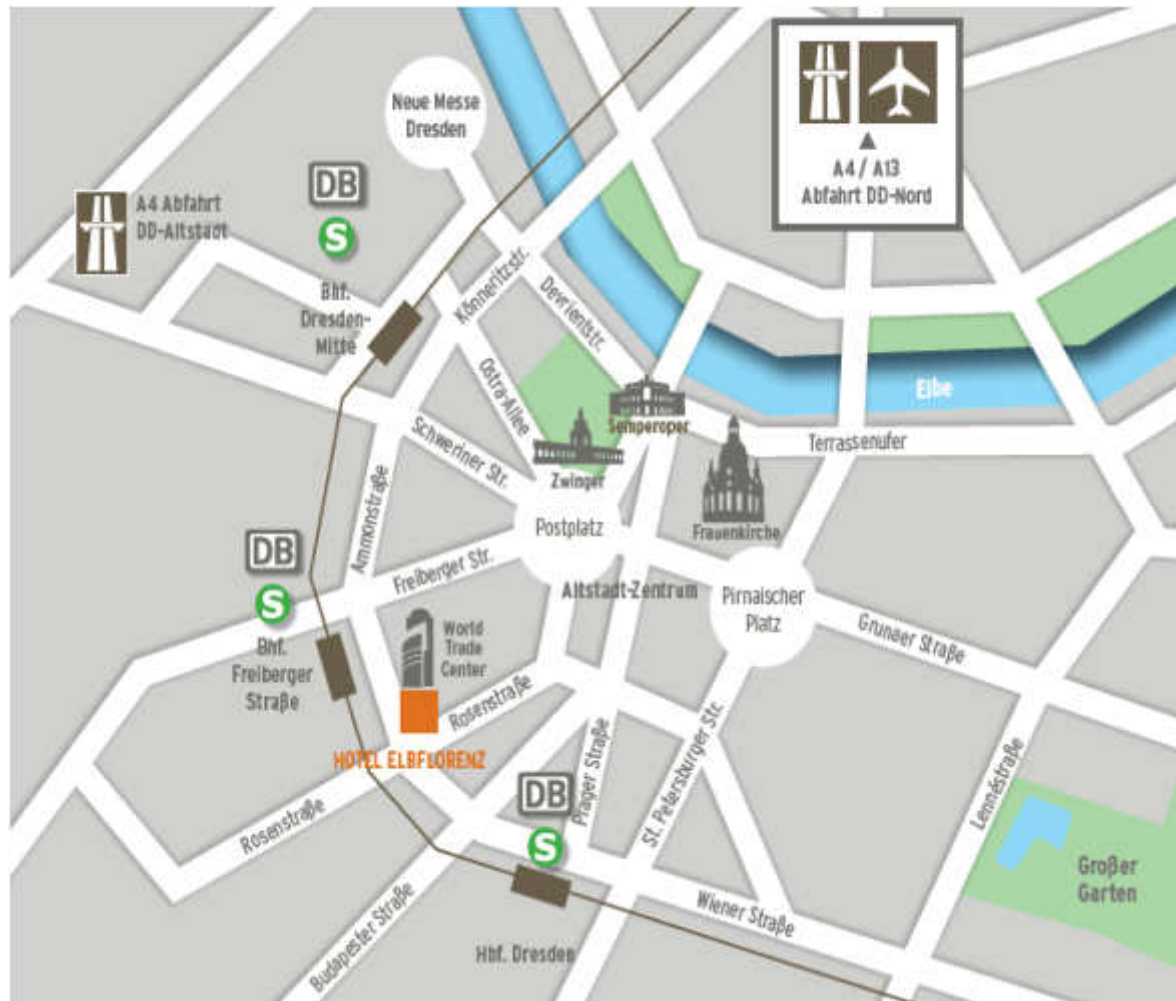 Neue Messe
Dresden
DB
S
A4 Abfahrt
DD-Altstadt
Bhf.
Dresden-
Mitte
A4 / A13
Abfahrt DD-Nord
Könneritzstr.
Devrientstr.
Ostra-Allee
Schweriner Str.
Semperoper
Zwinger
Elbe
Terrassenufer
Frauenkirche
Postplatz
Ammonstraße
Freiberger Str.
Altstadt-Zentrum
Pirnaischer
Platz
Grunaer Straße
DB
S
Bhf.
Freiberger
Straße
World
Trade
Center
Rosenstraße
HOTEL ELBFLORENZ
Rosenstraße
DB
S
Prager Straße
St. Petersburger Str.
Lennéstraße
Großer
Garten
Wiener Straße
Budapester Straße
Hbf. Dresden